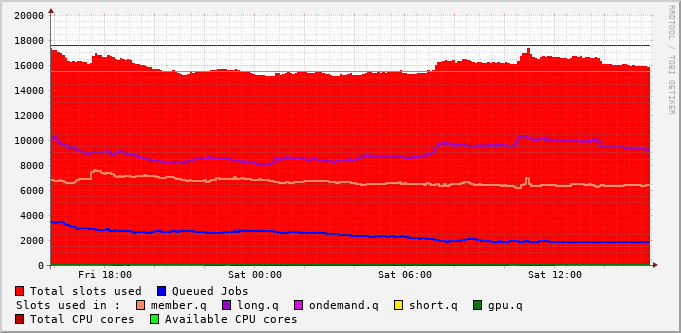 20000
18000
16000
14000
12000
10000
8000
6000
4000
2000
0
Fri 18:00 Sat 00:00 Sat 06:00 Sat 12:00
RRDTOOL / TOBI OETIKER
Total slots used Queued Jobs
Slots used in : member.q long.q ondemand.q short.q gpu.q
Total CPU cores Available CPU cores